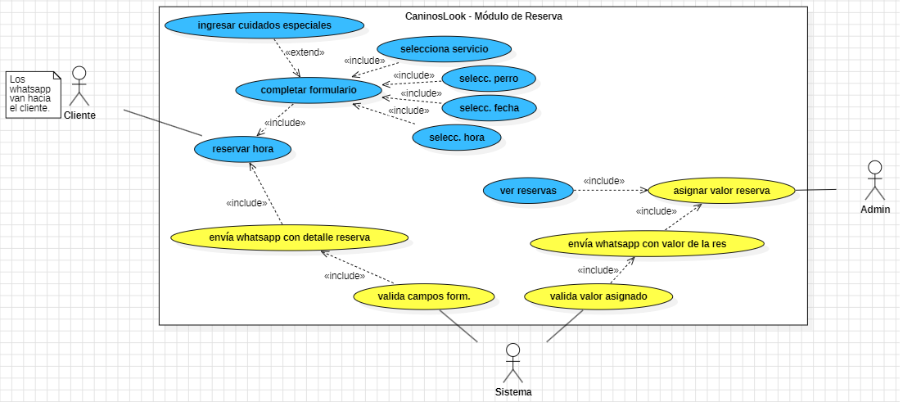 CaninosLook - Módulo de Reserva
ingresar cuidados especiales
«extend»
selecciona servicio
«include»
selecc. perro
«include»
completar formulario
«include»
selecc. fecha
«include»
selecc. hora
«include»
Los
whatsapp
van hacia
el cliente.
Cliente
reservar hora
ver reservas
«include»
asignar valor reserva
Admin
«include»
«include»
envía whatsapp con detalle reserva
envía whatsapp con valor de la res
«include»
«include»
valida campos form.
valida valor asignado
Sistema